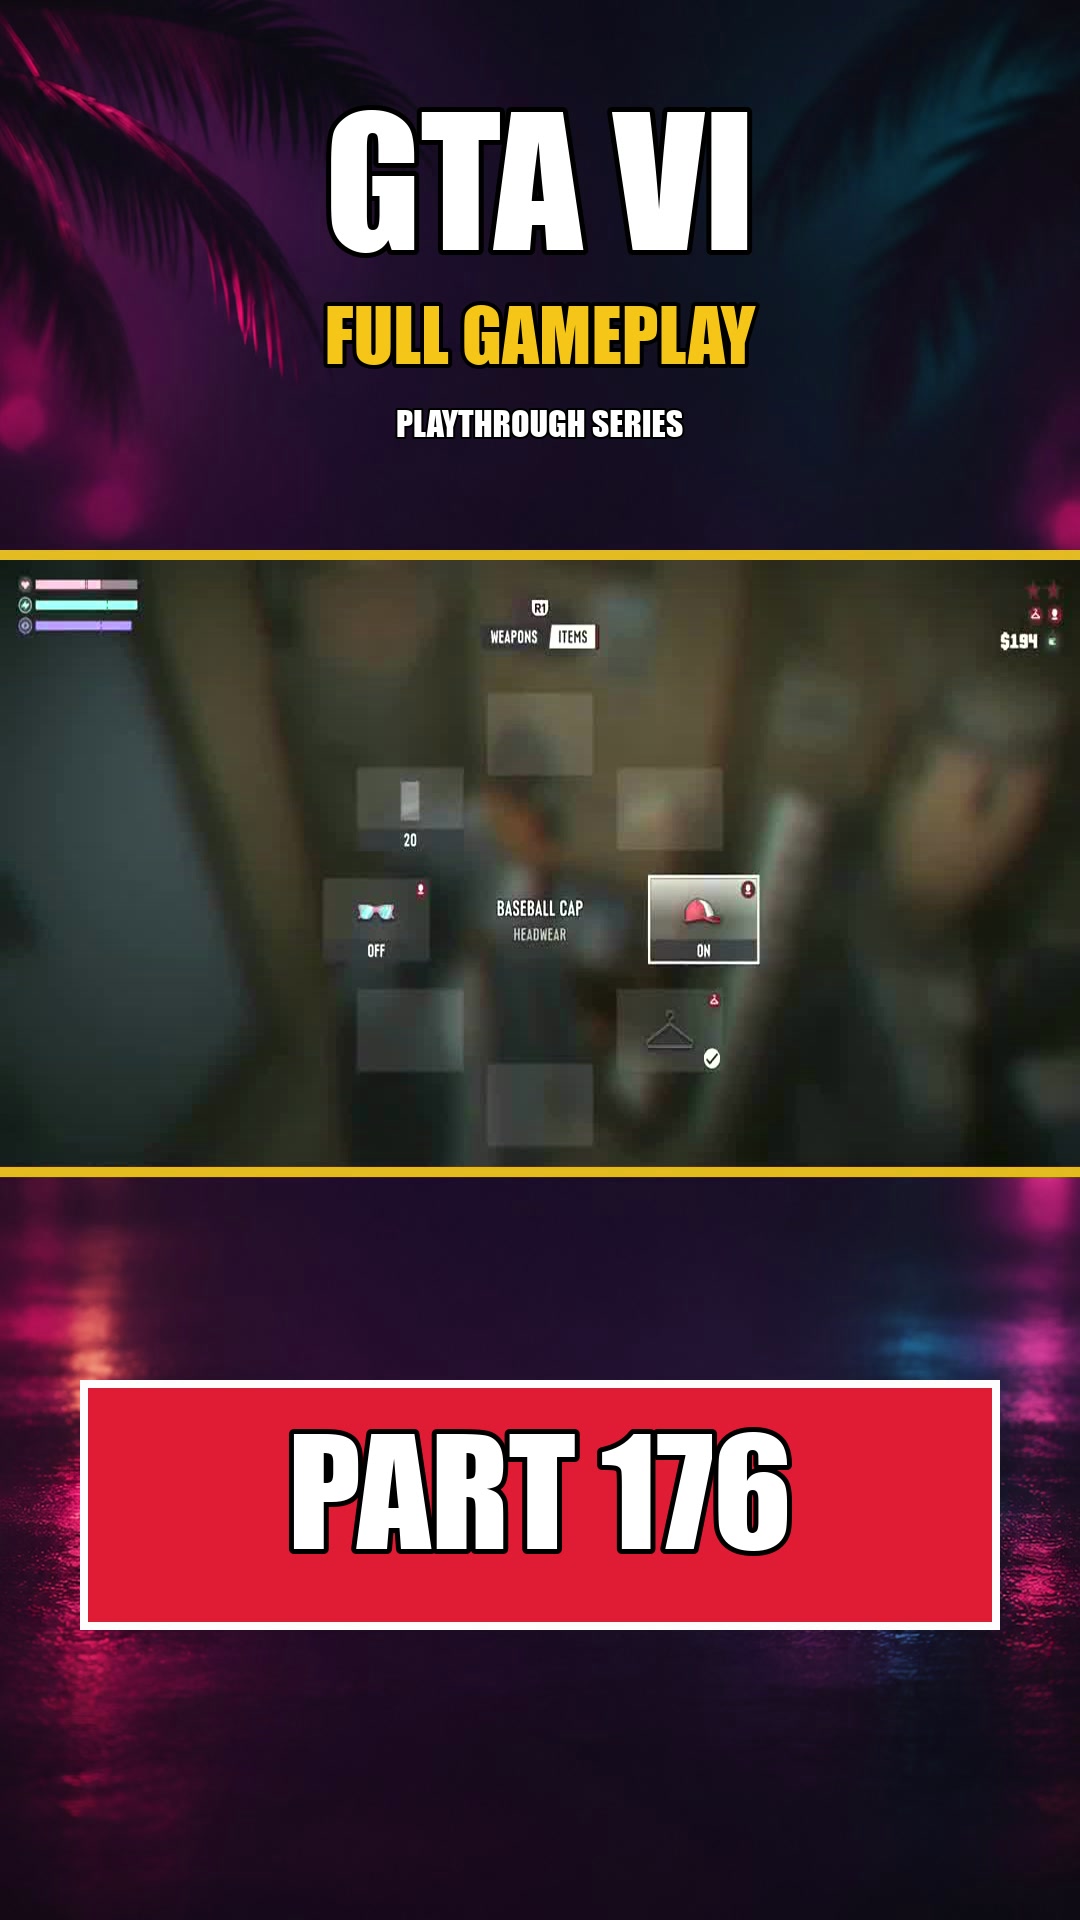 GTA VI
FULL GAMEPLAY
PLAYTHROUGH SERIES
R1
WEAPONS ITEMS
$194
20
OFF
BASEBALL CAP
HEADWEAR
ON
PART 176